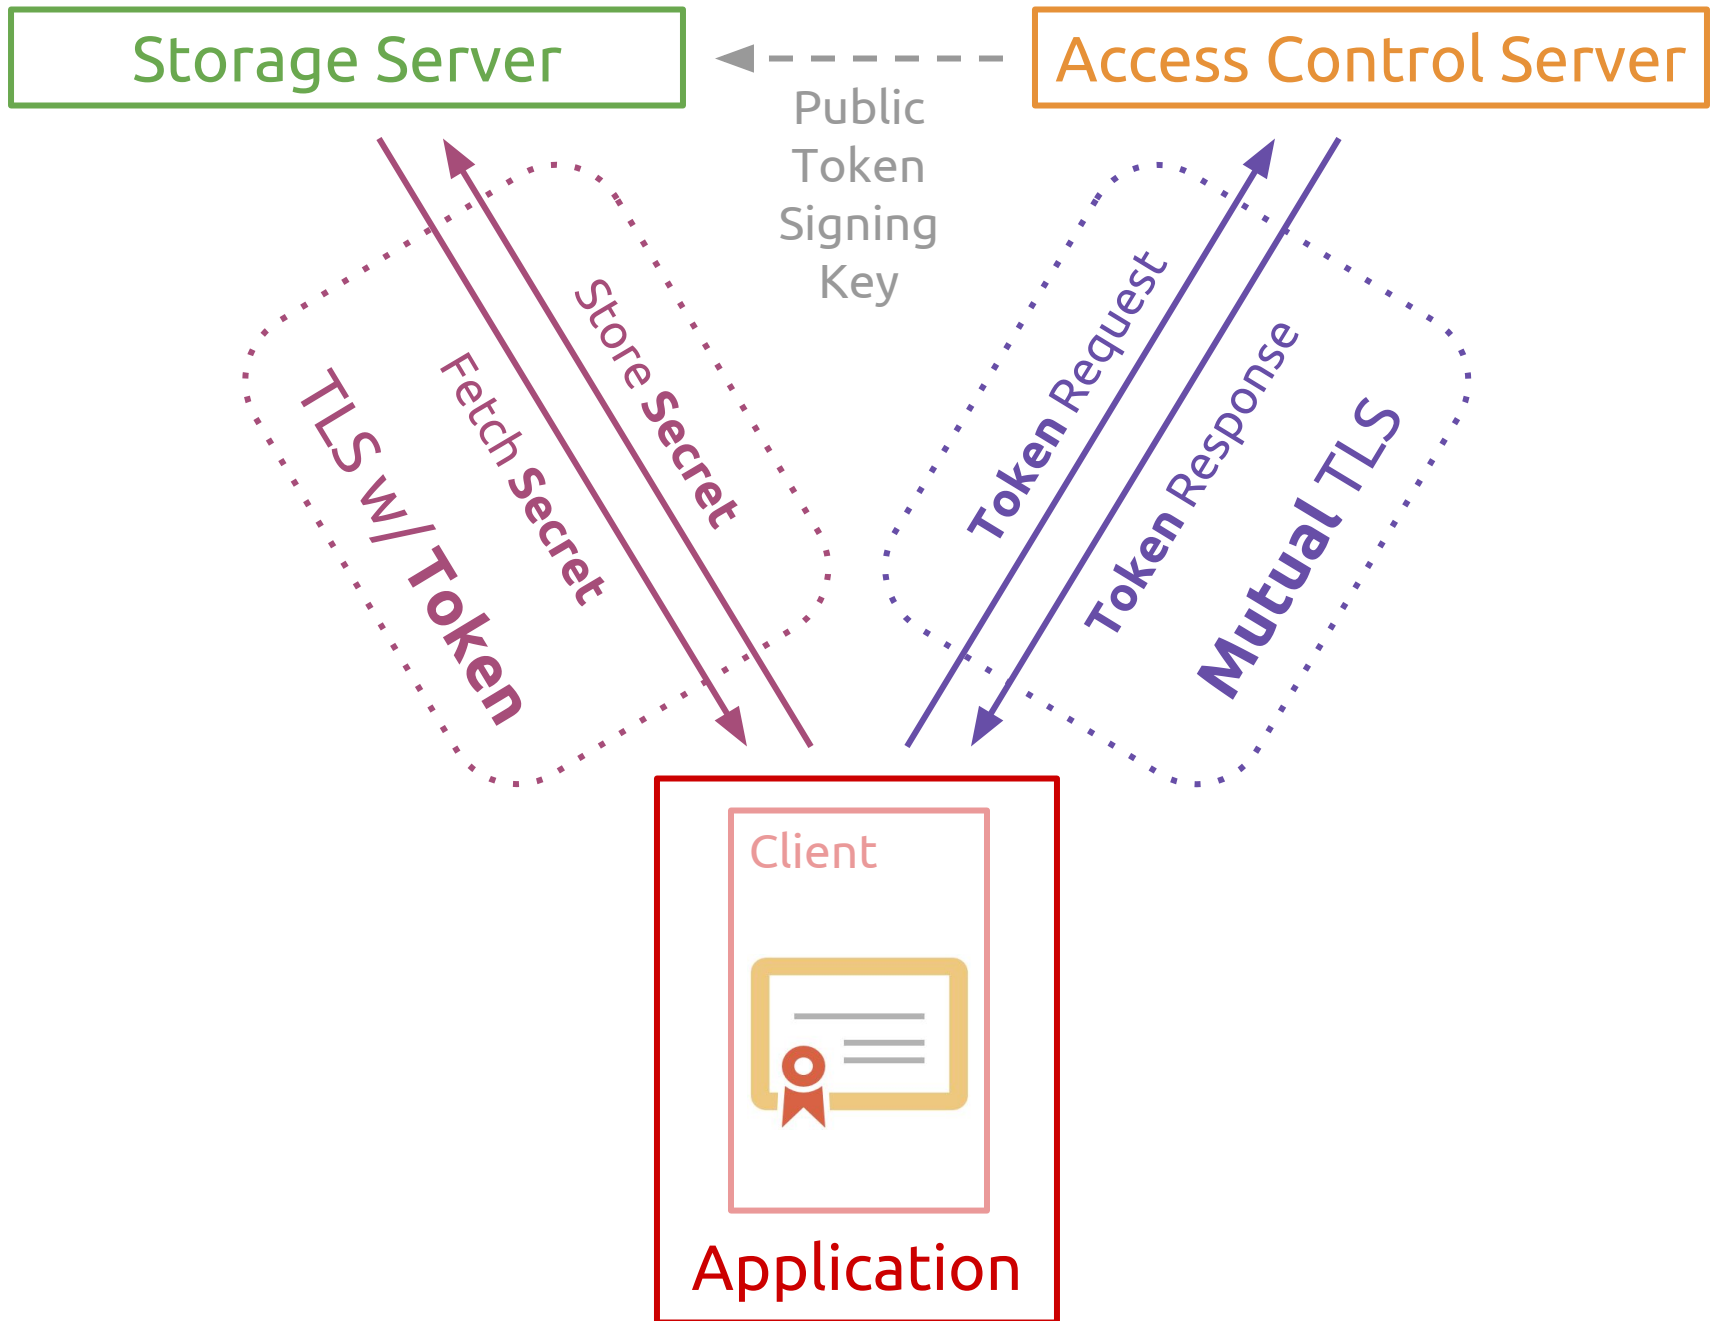 Storage Server
Access Control Server
Public
Token
Signing
Key
Store Secret
Fetch Secret
TLS w/ Token
Token Request
Token Response
Mutual TLS
Client
Application